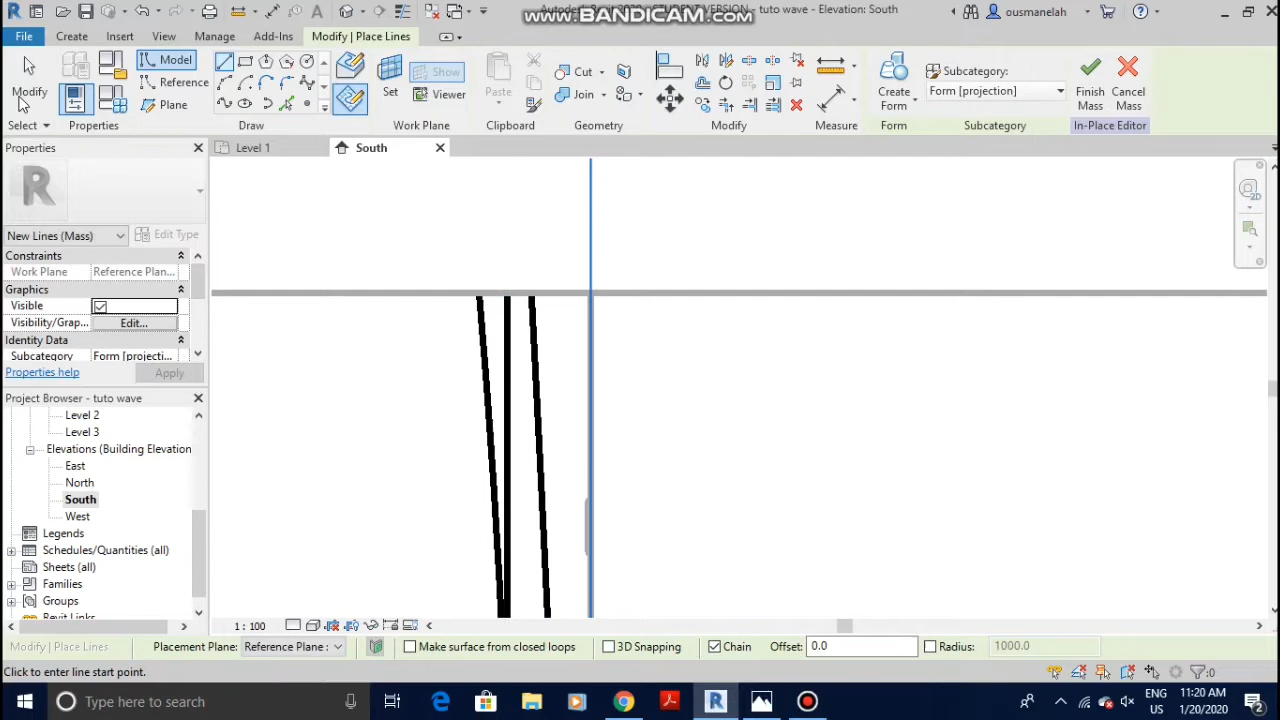 www.BANDICAM.com
tuto wave - Elevation: South
ousmanelah
File
Create
Insert
View
Manage
Add-Ins
Modify | Place Lines
Modify
Model
Reference
Plane
Set
Show
Viewer
Paste
Cut
Join
Create
Form
Subcategory:
Form [projection]
Finish
Mass
Cancel
Mass
Select
Properties
Draw
Work Plane
Clipboard
Geometry
Modify
Measure
Form
Subcategory
In-Place Editor
Properties
Level 1
South
New Lines (Mass)
Edit Type
Constraints
Work Plane
Reference Plan...
Graphics
Visible
Visibility/Grap...
Edit...
Identity Data
Subcategory
Form [projecti...
Properties help
Apply
Project Browser - tuto wave
Level 2
Level 3
Elevations (Building Elevation
East
North
South
West
Legends
Schedules/Quantities (all)
Sheets (all)
Families
Groups
Revit Links
1 : 100
2D
Modify | Place Lines
Placement Plane:
Reference Plane :
Make surface from closed loops
3D Snapping
Chain
Offset:
0.0
Radius:
1000.0
Click to enter line start point.
:0
Type here to search
ENG
US
11:20 AM
1/20/2020
2